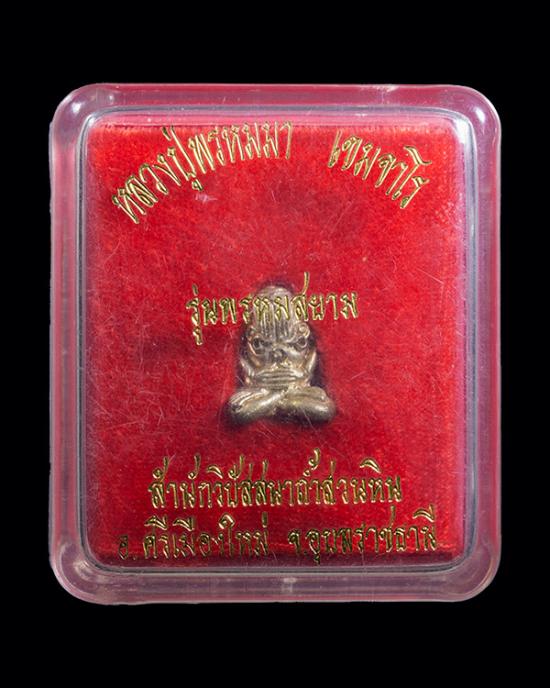 หลวงปู่พรหมมา เขมจาโร
รุ่นพรหมสยาม
สำนักวิปัสสนาถ้ำสวนหิน
อ.ศรีเมืองใหม่ จ.อุบลราชธานี